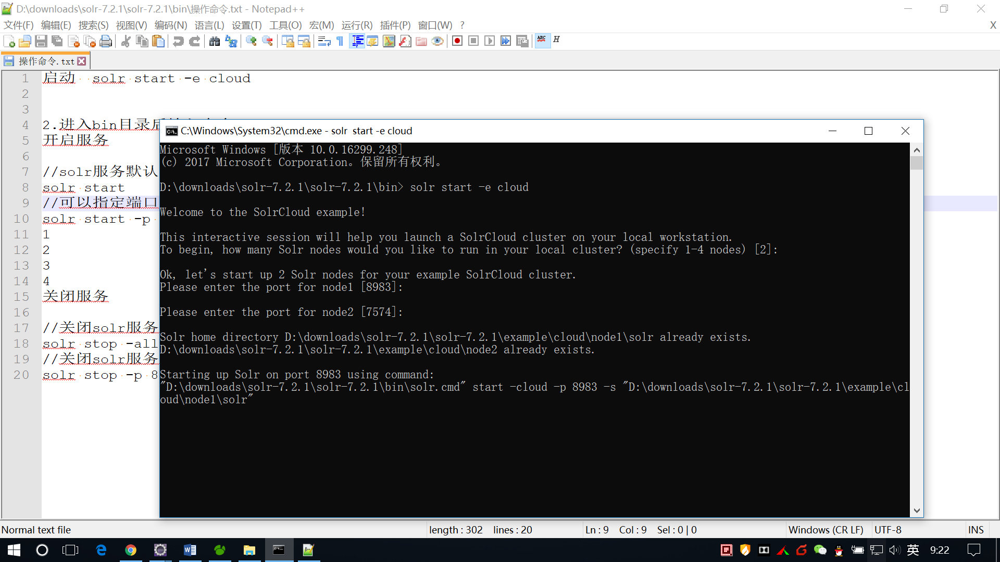 D:\downloads\solr-7.2.1\solr-7.2.1\bin\操作命令.txt - Notepad++
文件(F) 编辑(E) 搜索(S) 视图(V) 编码(N) 语言(L) 设置(T) 工具(O) 宏(M) 运行(R) 插件(P) 窗口(W) ? X
ABC H
操作命令.txt
1 启动 solr start -e cloud
2
3
4 2.进入bin目录后
5 开启服务
6
7 //solr服务默认
8 solr start
9 //可以指定端口
10 solr start -p
11 1
12 2
13 3
14 4
15 关闭服务
16
17 //关闭solr服务
18 solr stop -all
19 //关闭solr服务
20 solr stop -p 8
C:\Windows\System32\cmd.exe - solr  start -e cloud
Microsoft Windows [版本 10.0.16299.248]
(c) 2017 Microsoft Corporation。保留所有权利。
D:\downloads\solr-7.2.1\solr-7.2.1\bin> solr start -e cloud
Welcome to the SolrCloud example!
This interactive session will help you launch a SolrCloud cluster on your local workstation.
To begin, how many Solr nodes would you like to run in your local cluster? (specify 1-4 nodes) [2]:
Ok, let's start up 2 Solr nodes for your example SolrCloud cluster.
Please enter the port for node1 [8983]:
Please enter the port for node2 [7574]:
Solr home directory D:\downloads\solr-7.2.1\solr-7.2.1\example\cloud\node1\solr already exists.
D:\downloads\solr-7.2.1\solr-7.2.1\example\cloud\node2 already exists.
Starting up Solr on port 8983 using command:
"D:\downloads\solr-7.2.1\solr-7.2.1\bin\solr.cmd" start -cloud -p 8983 -s "D:\downloads\solr-7.2.1\solr-7.2.1\example\cl
oud\node1\solr"
Normal text file length : 302 lines : 20 Ln : 9 Col : 9 Sel : 0 | 0 Windows (CR LF) UTF-8 INS
英 9:22